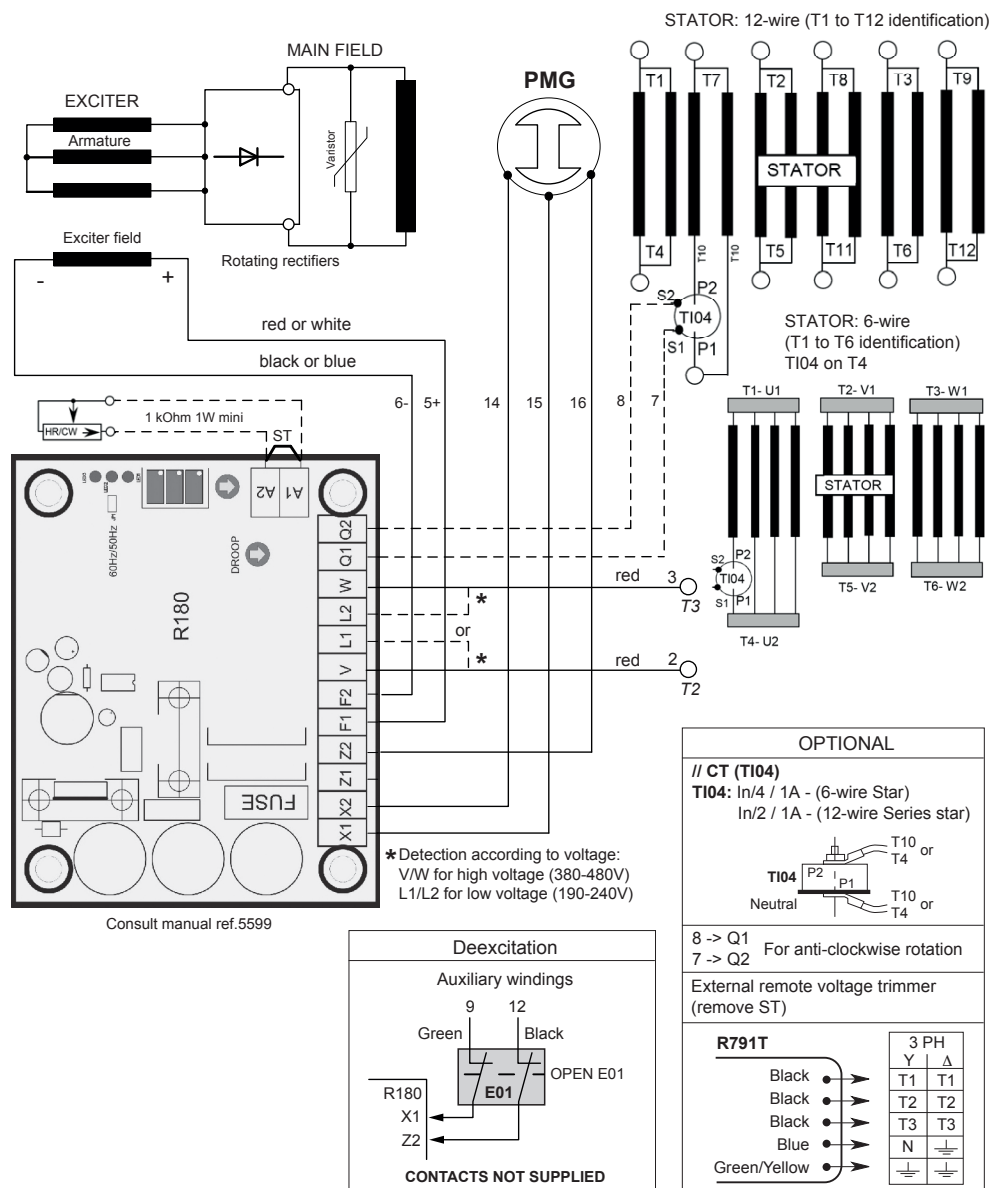 STATOR: 12-wire (T1 to T12 identification)
MAIN FIELD
PMG
EXCITER
Armature
Varistor
T1
T7
T2
T8
T3
T9
STATOR
Exciter field
-
+
Rotating rectifiers
T4
T10
T10
T5
T11
T6
T12
S2
P2
TI04
S1
P1
red or white
black or blue
STATOR: 6-wire
(T1 to T6 identification)
TI04 on T4
6-
5+
14
15
16
8
7
T1- U1
T2- V1
T3- W1
1 kOhm 1W mini
HR/CW
ST
STATOR
A2
A1
60Hz/50Hz
DROOP
R180
Q2
Q1
W
L2
L1
V
F2
F1
Z2
Z1
X2
X1
FUSE
S2
P2
TI04
S1
P1
T5- V2
T6- W2
T4- U2
red
3
T3
*
or
*
red
2
T2
* Detection according to voltage:
V/W for high voltage (380-480V)
L1/L2 for low voltage (190-240V)
Consult manual ref.5599
Deexcitation
Auxiliary windings
9
12
Green
Black
OPEN E01
E01
R180
X1
Z2
CONTACTS NOT SUPPLIED
OPTIONAL
// CT (TI04)
TI04: In/4 / 1A - (6-wire Star)
In/2 / 1A - (12-wire Series star)
T10 or
T4
P2
TI04
P1
Neutral
T10 or
T4
8 -> Q1
7 -> Q2
For anti-clockwise rotation
External remote voltage trimmer
(remove ST)
R791T
3 PH
Y Δ
Black T1 T1
Black T2 T2
Black T3 T3
Blue N
Green/Yellow